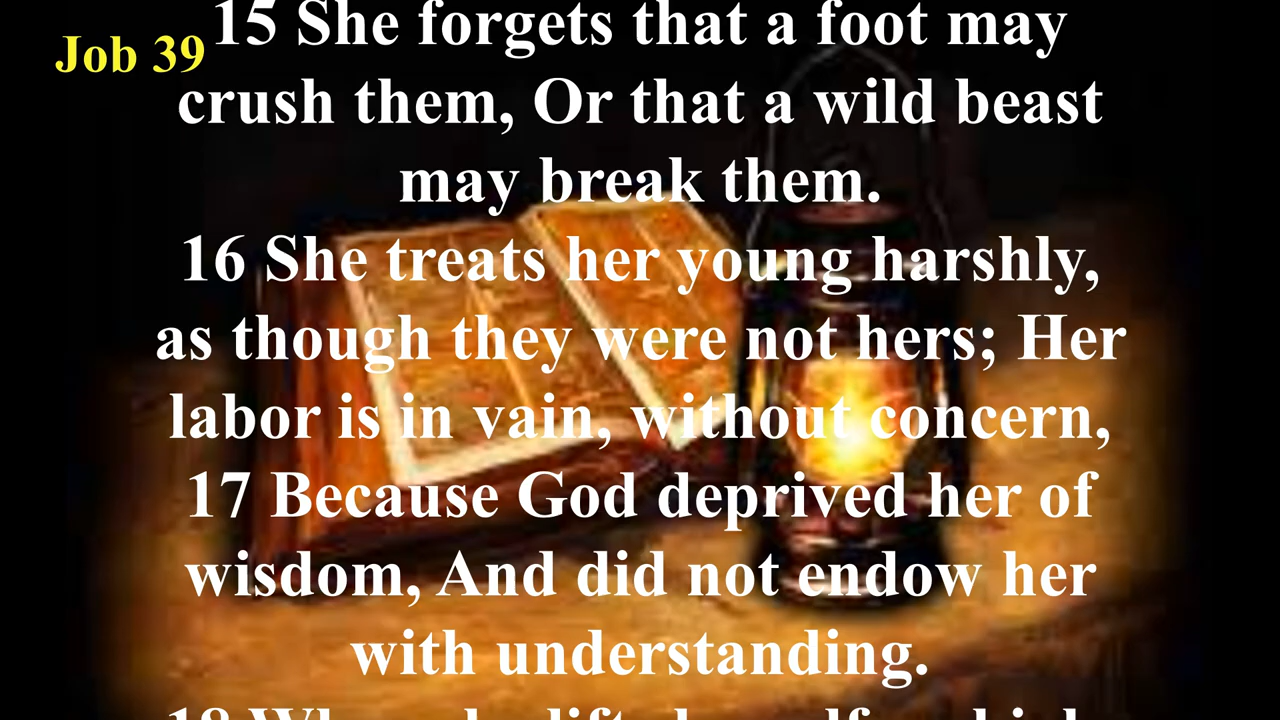 Job 39
15 She forgets that a foot may
crush them, Or that a wild beast
may break them.
16 She treats her young harshly,
as though they were not hers; Her
labor is in vain, without concern,
17 Because God deprived her of
wisdom, And did not endow her
with understanding.